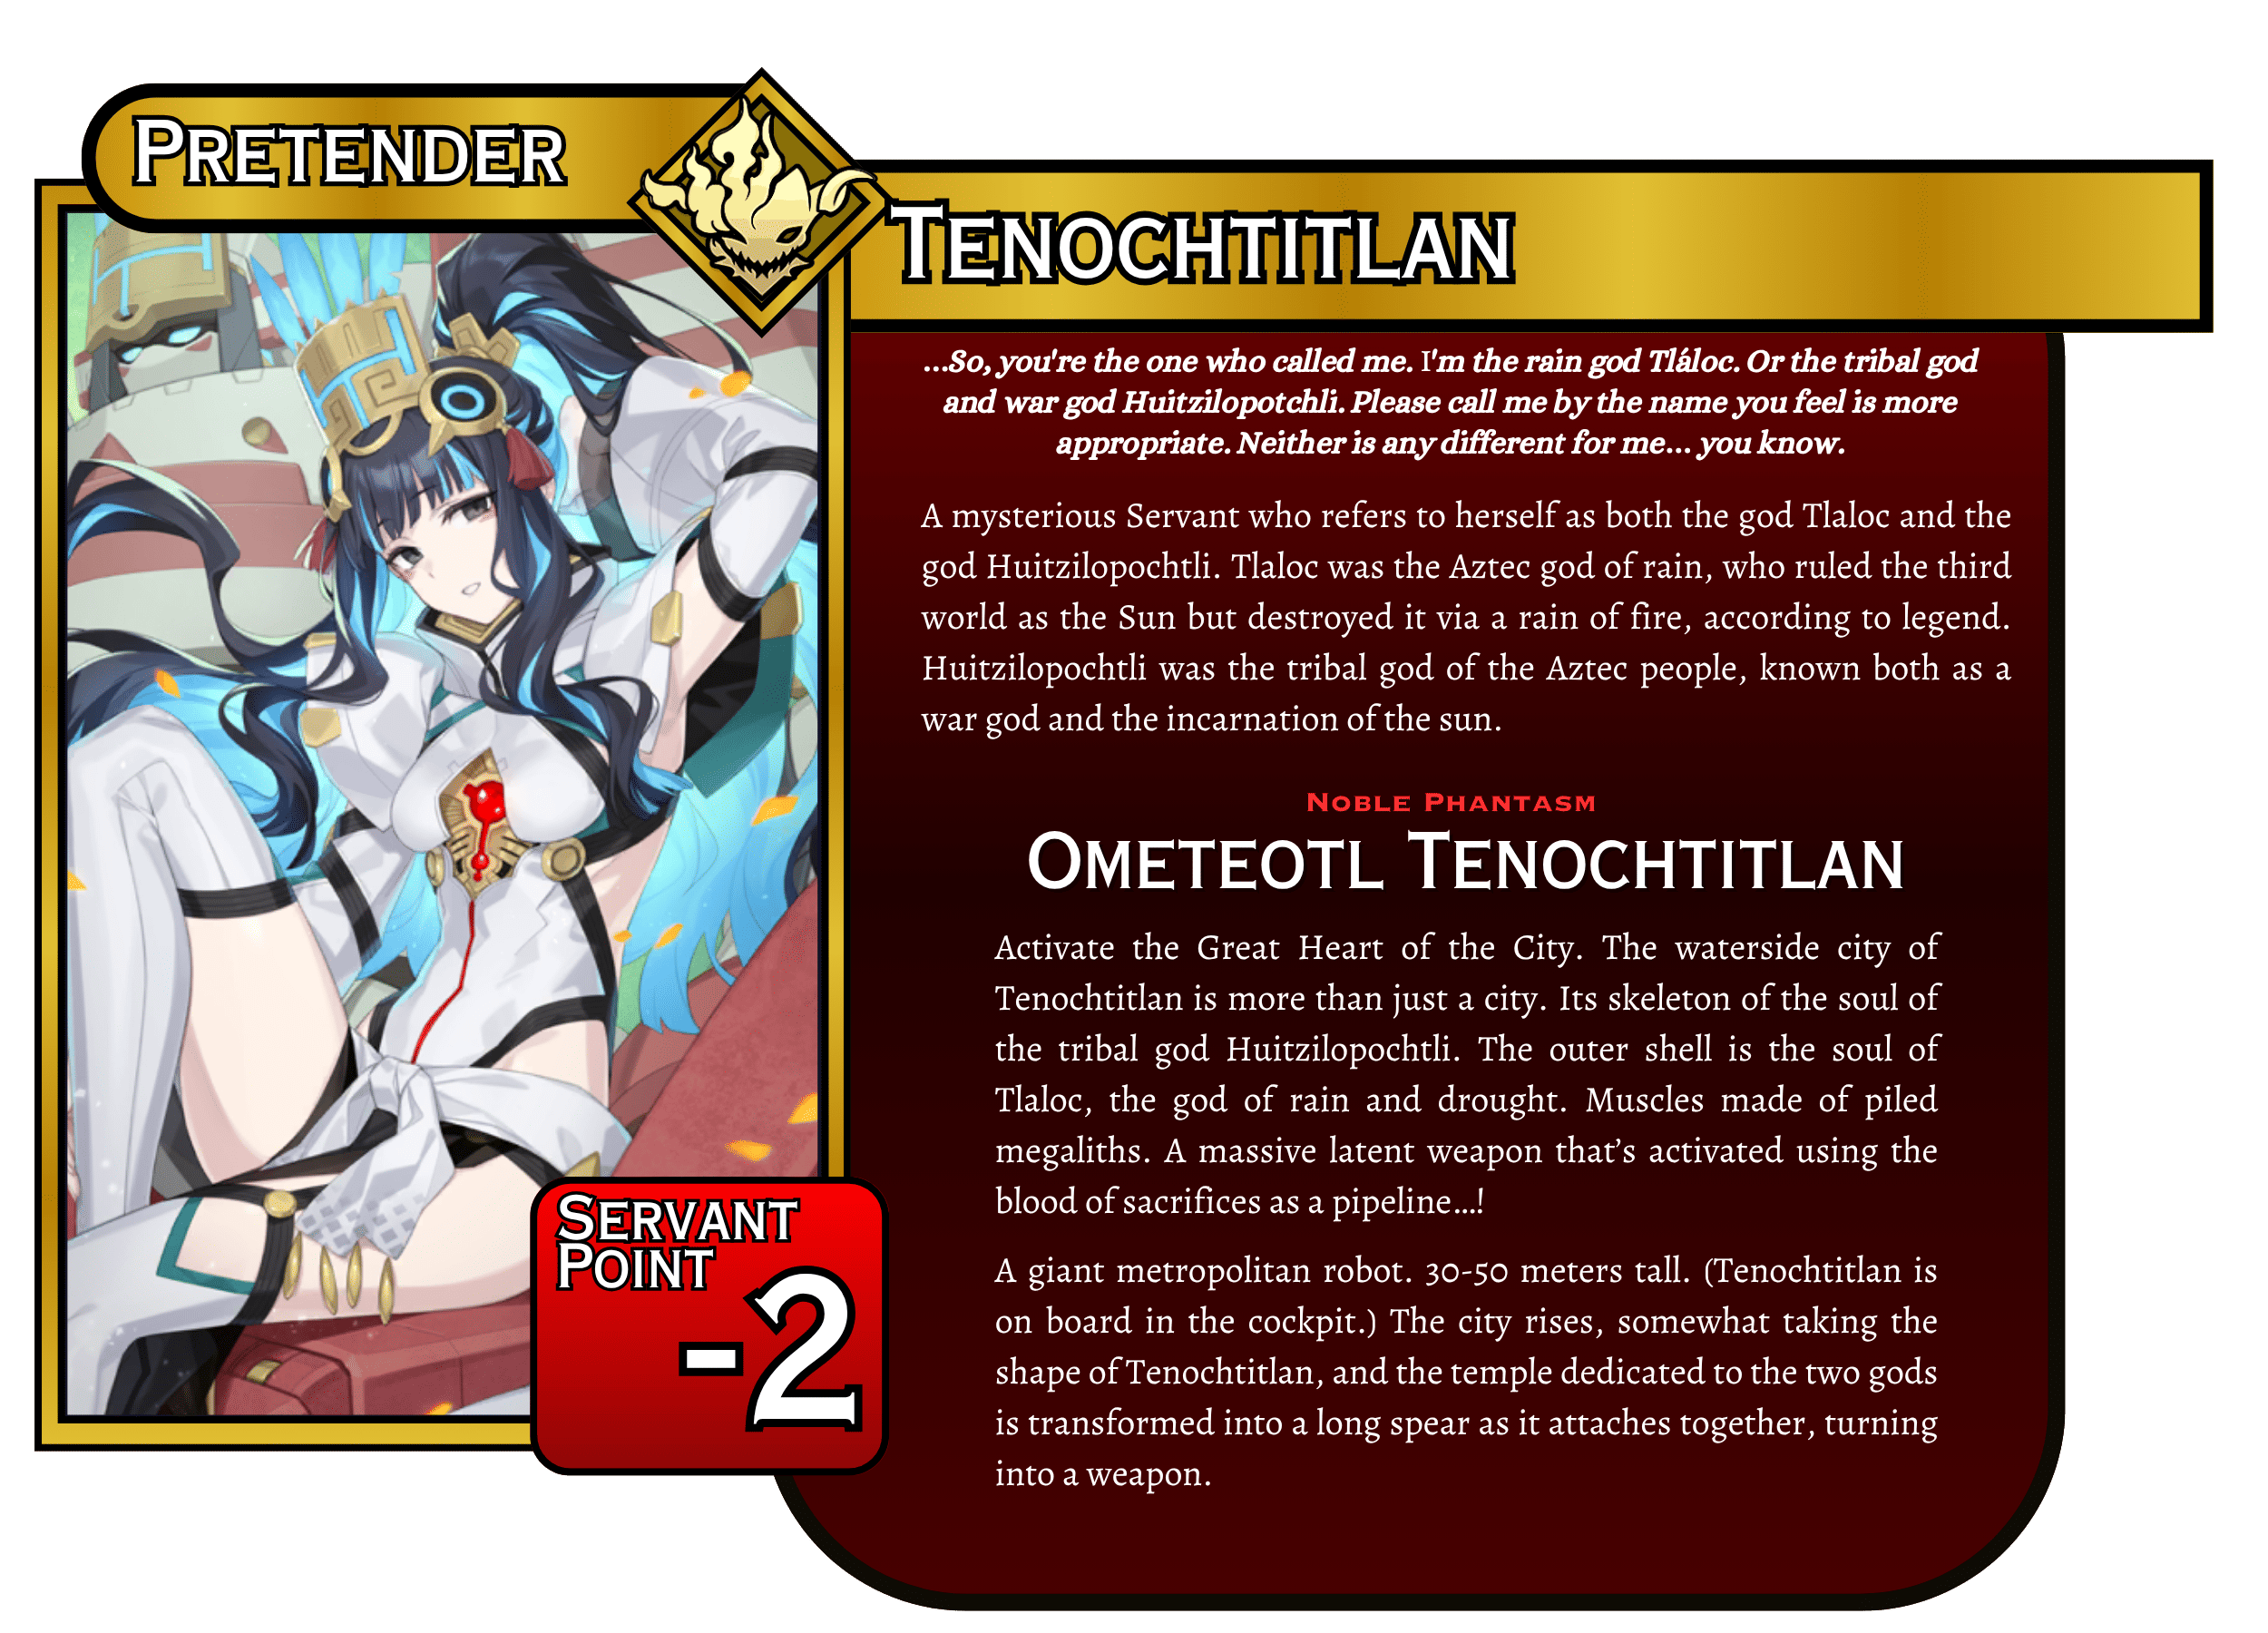 PRETENDER
TENOCHTITLAN
...So, you're the one who called me. I'm the rain god Tláloc. Or the tribal god
and war god Huitzilopotchli. Please call me by the name you feel is more
appropriate. Neither is any different for me... you know.
A mysterious Servant who refers to herself as both the god Tlaloc and the
god Huitzilopochtli. Tlaloc was the Aztec god of rain, who ruled the third
world as the Sun but destroyed it via a rain of fire, according to legend.
Huitzilopochtli was the tribal god of the Aztec people, known both as a
war god and the incarnation of the sun.
NOBLE PHANTASM
OMETEOTL TENOCHTITLAN
Activate the Great Heart of the City. The waterside city of
Tenochtitlan is more than just a city. Its skeleton of the soul of
the tribal god Huitzilopochtli. The outer shell is the soul of
Tlaloc, the god of rain and drought. Muscles made of piled
megaliths. A massive latent weapon that’s activated using the
blood of sacrifices as a pipeline...!
A giant metropolitan robot. 30-50 meters tall. (Tenochtitlan is
on board in the cockpit.) The city rises, somewhat taking the
shape of Tenochtitlan, and the temple dedicated to the two gods
is transformed into a long spear as it attaches together, turning
into a weapon.
SERVANT
POINT
-2